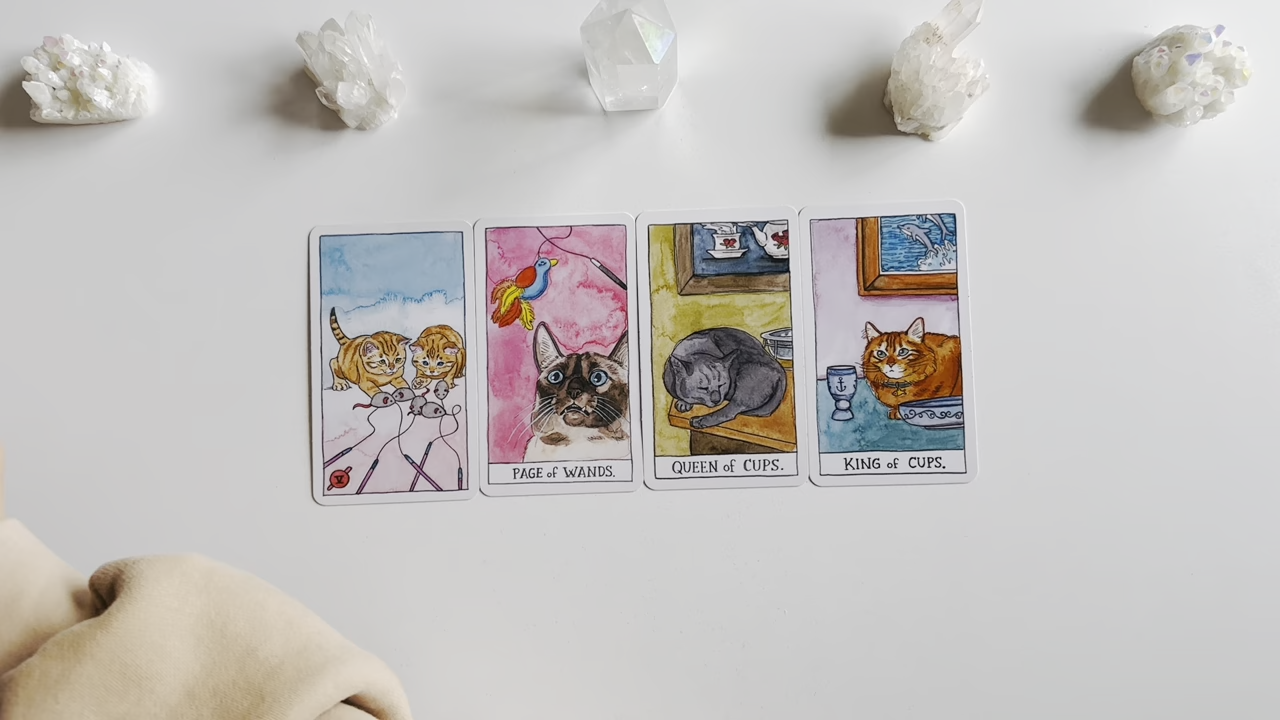 V
PAGE of WANDS.
QUEEN of CUPS.
KING of CUPS.